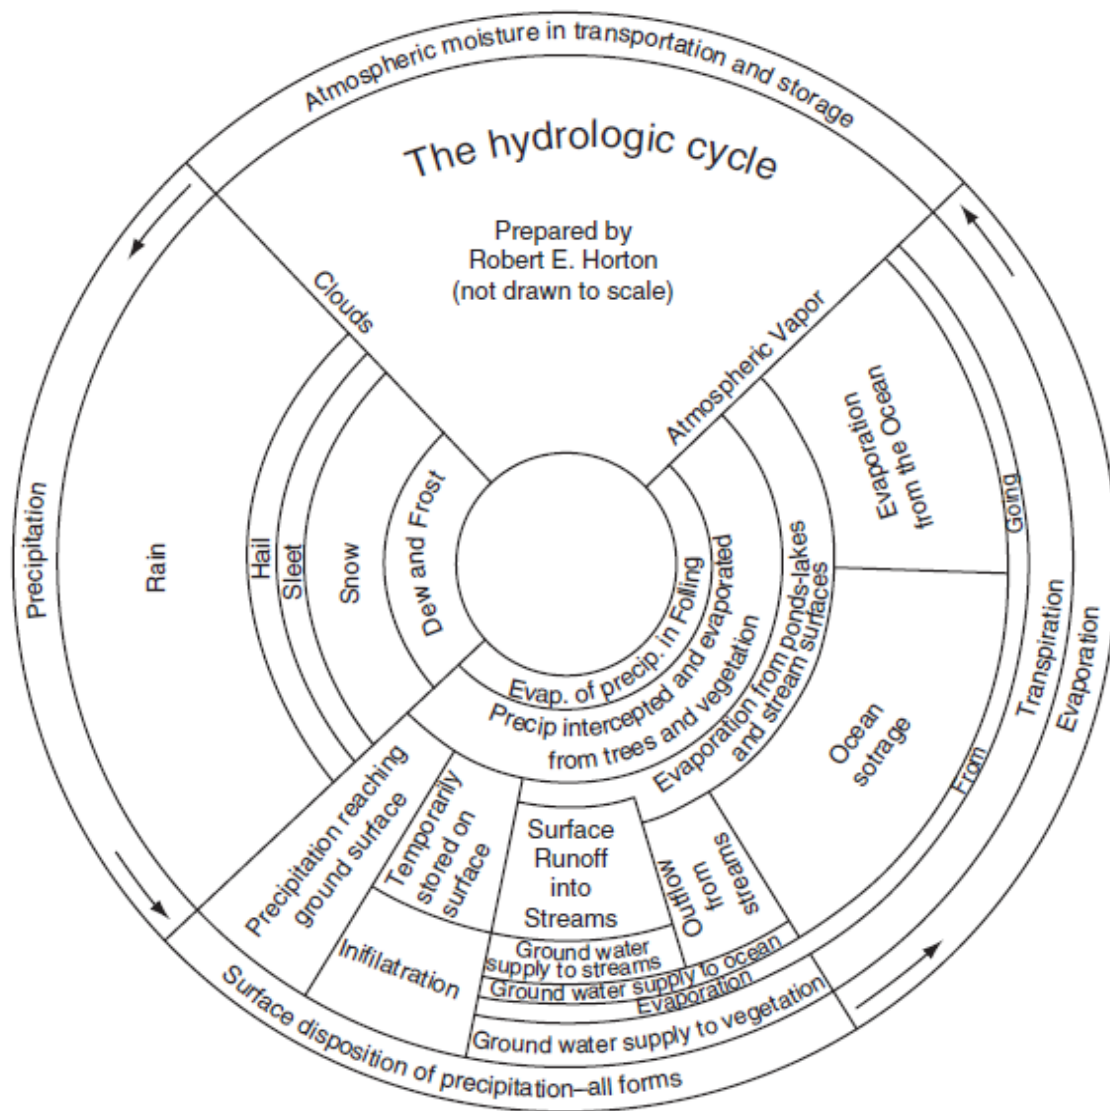 Atmospheric moisture in transportation and storage
The hydrologic cycle
Prepared by
Robert E. Horton
(not drawn to scale)
Clouds
Atmospheric Vapor
Precipitation
Rain
Hail
Sleet
Snow
Dew and Frost
Evaporation
from the Ocean
Going
From
Transpiration
Evaporation
Ocean
sotrage
Evap. of precip. in Folling
Precip intercepted and evaporated
from trees and vegetation
Evaporation from ponds-lakes
and stream surfaces
Precipitation reaching
ground surface
Temporarily
stored on
surface
Inifilatration
Surface
Runoff
into
Streams
Outflow
from
streams
Ground water
supply to streams
Ground water supply to ocean
Evaporation
Ground water supply to vegetation
Surface disposition of precipitation–all forms